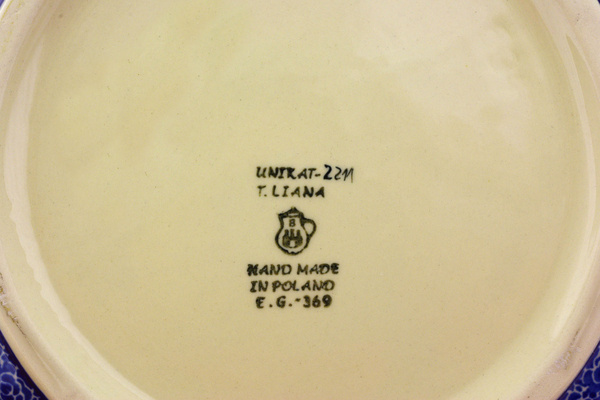 UNIKAT-2211
T. LIANA
B
HAND MADE
IN POLAND
E.G.-369